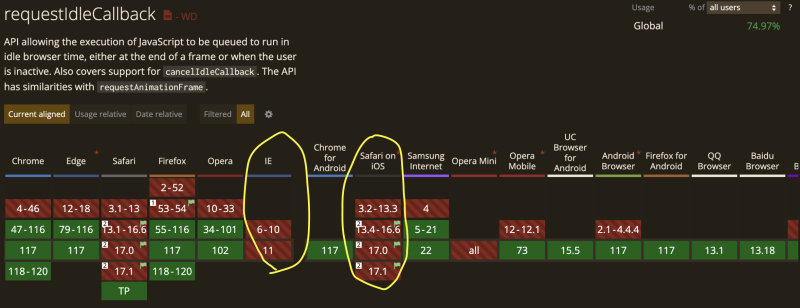 requestIdleCallback - WD
Usage % of all users ?
Global 74.97%
API allowing the execution of JavaScript to be queued to run in
idle browser time, either at the end of a frame or when the user
is inactive. Also covers support for cancelIdleCallback. The API
has similarities with requestAnimationFrame.
Current aligned Usage relative Date relative Filtered All
Chrome Edge * Safari Firefox Opera IE Chrome for Android Safari on iOS * Samsung Internet Opera Mini * Opera Mobile * UC Browser for Android Android Browser * Firefox for Android QQ Browser Baidu Browser B
2-52
4-46 12-18 3.1-13 1 53-54 10-33 3.2-13.3 4
47-116 79-116 2 13.1-16.6 55-116 34-101 6-10 2 13.4-16.6 5-21 12-12.1 2.1-4.4.4
117 117 2 17.0 117 102 11 117 2 17.0 22 all 73 15.5 117 117 13.1 13.18
118-120 2 17.1 118-120 2 17.1
TP